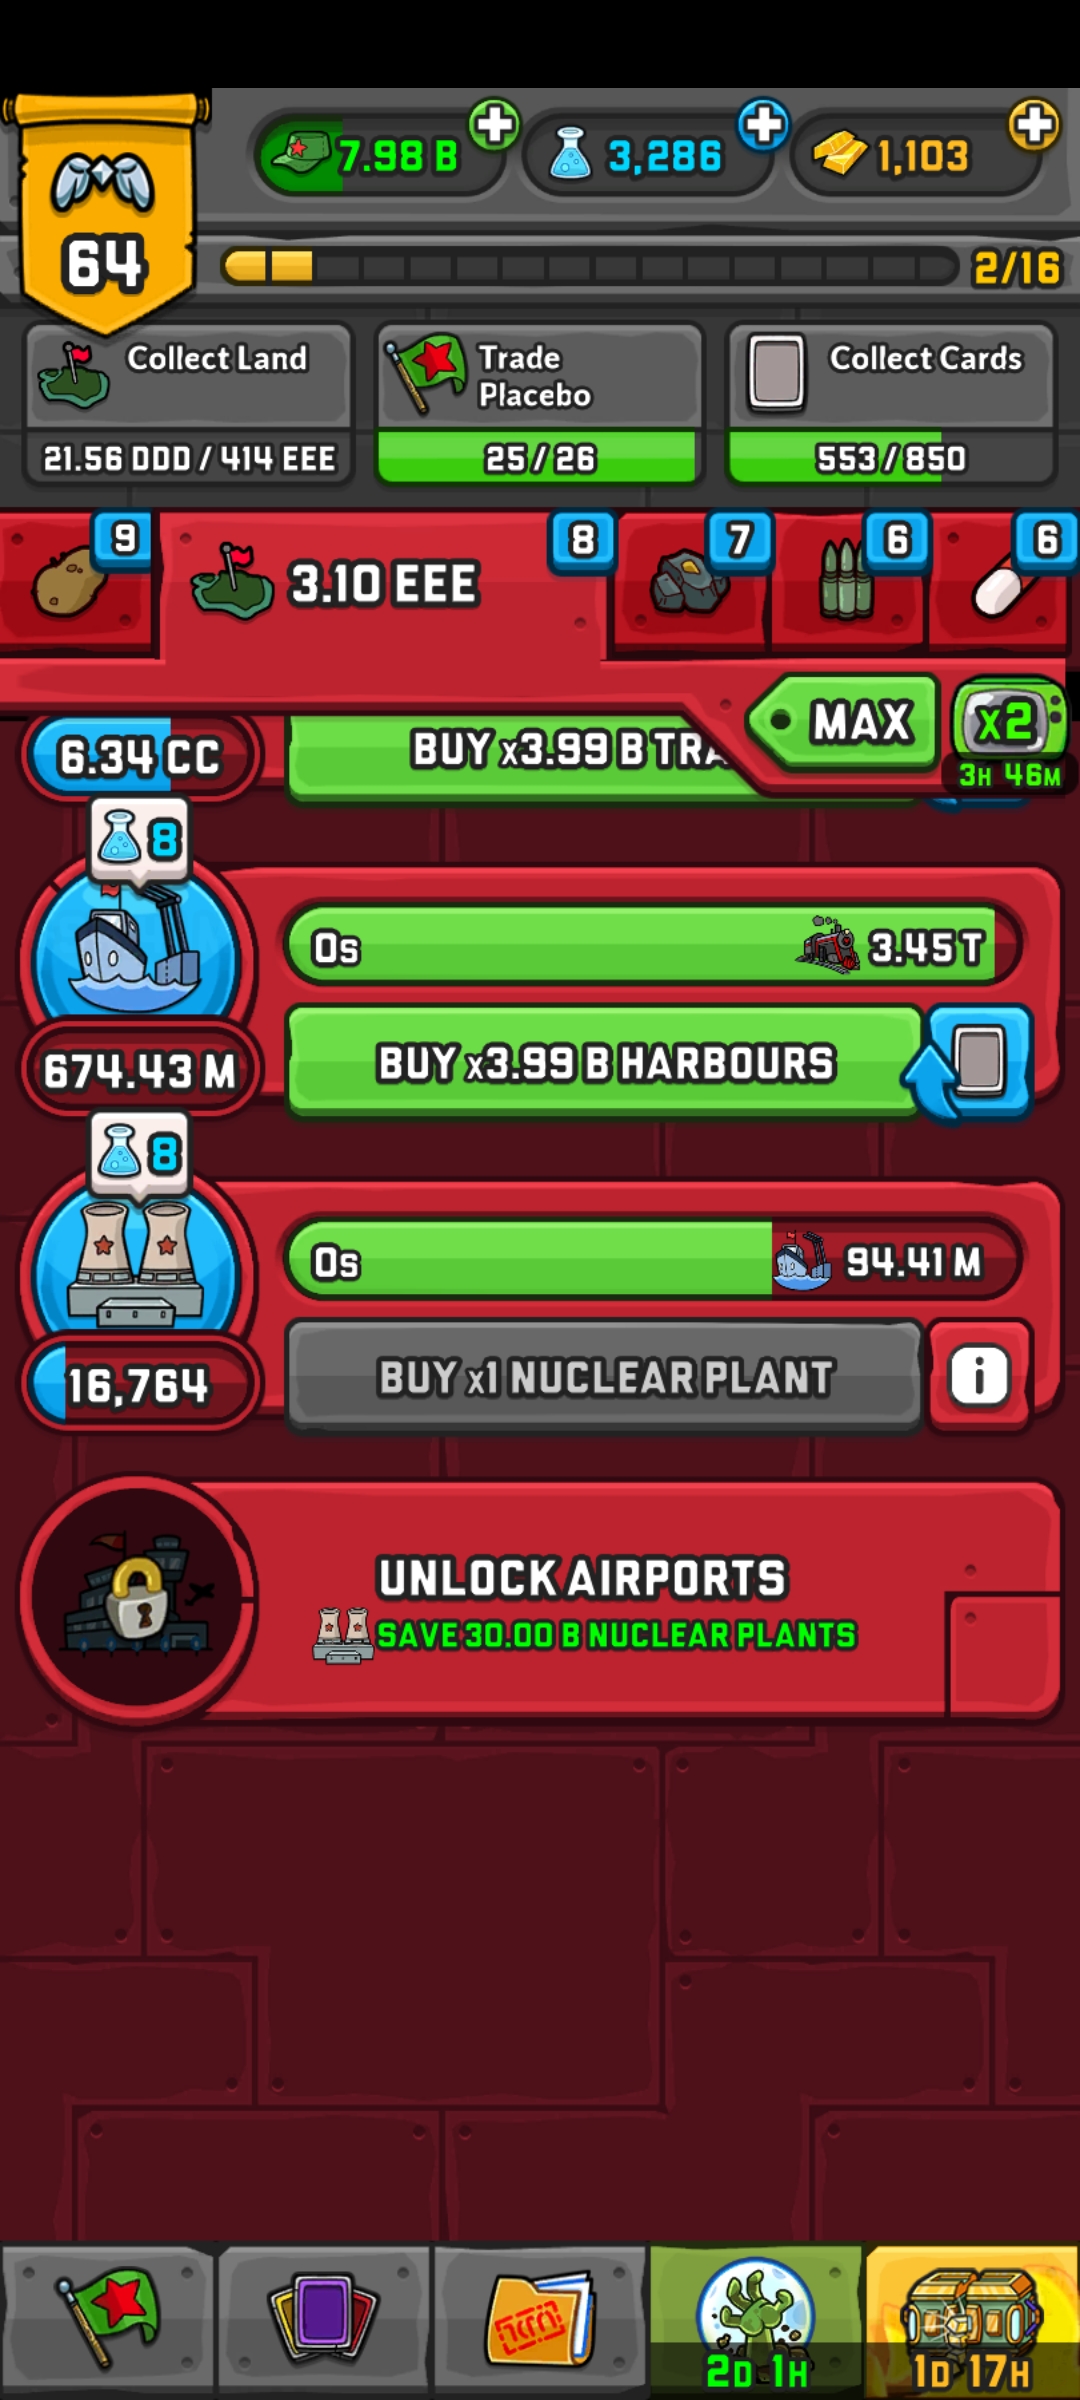 64
7.98 B
3,286
1,103
2/16
Collect Land
21.56 DDD / 414 EEE
Trade
Placebo
25 / 26
Collect Cards
553 / 850
9
3.10 EEE
8
7
6
6
MAX
x2
3H 46M
6.34 CC
BUY x3.99 B TRA
8
0s
3.45 T
674.43 M
BUY x3.99 B HARBOURS
8
0s
94.41 M
16,764
BUY x1 NUCLEAR PLANT
i
UNLOCK AIRPORTS
SAVE 30.00 B NUCLEAR PLANTS
2D 1H
1D 17H